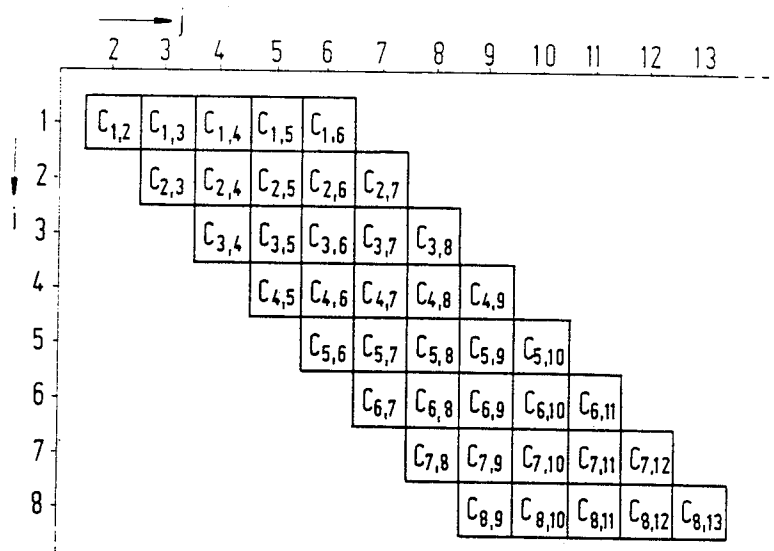 j
2 3 4 5 6 7 8 9 10 11 12 13
1 C1,2 C1,3 C1,4 C1,5 C1,6
2 C2,3 C2,4 C2,5 C2,6 C2,7
i
3 C3,4 C3,5 C3,6 C3,7 C3,8
4 C4,5 C4,6 C4,7 C4,8 C4,9
5 C5,6 C5,7 C5,8 C5,9 C5,10
6 C6,7 C6,8 C6,9 C6,10 C6,11
7 C7,8 C7,9 C7,10 C7,11 C7,12
8 C8,9 C8,10 C8,11 C8,12 C8,13